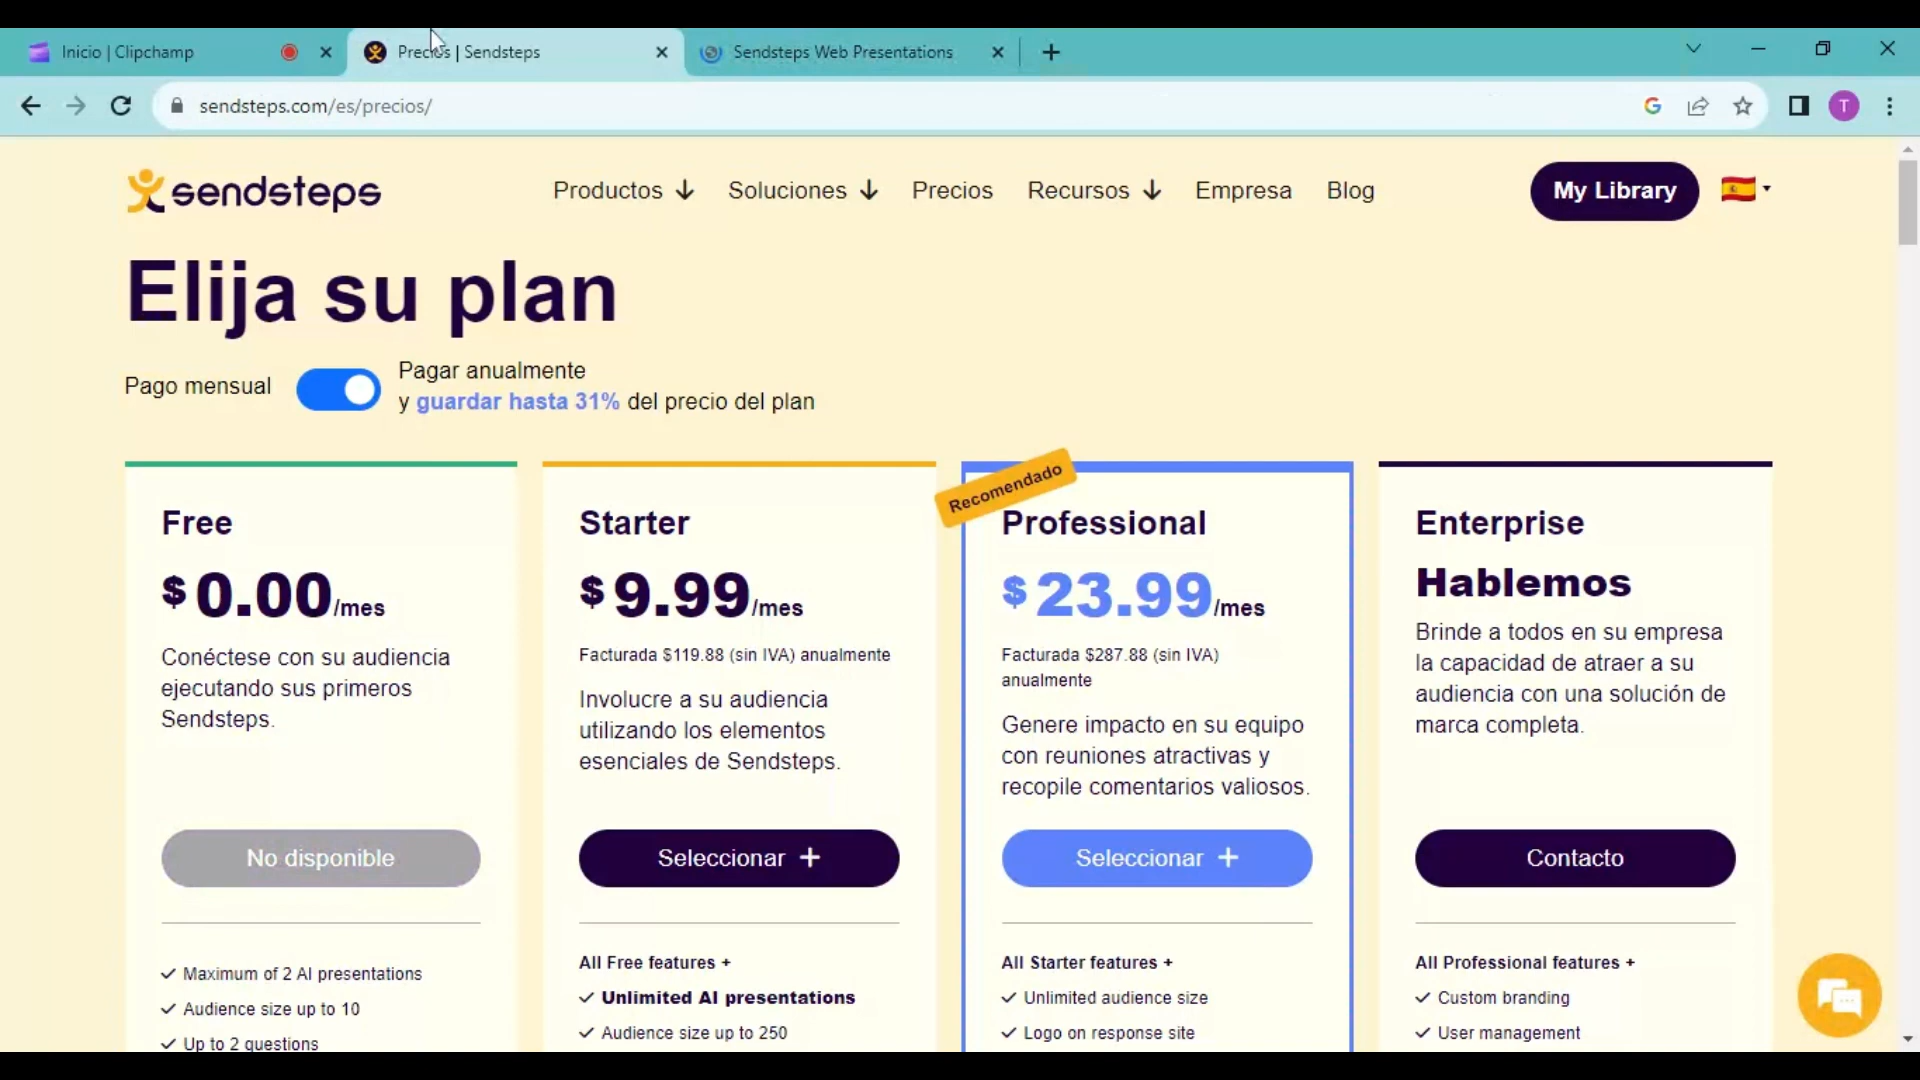 Inicio | Clipchamp
Precios | Sendsteps
Sendsteps Web Presentations
sendsteps.com/es/precios/
G
T
sendsteps
Productos
Soluciones
Precios
Recursos
Empresa
Blog
My Library
Elija su plan
Pago mensual
Pagar anualmente
y guardar hasta 31% del precio del plan
Free
$0.00/mes
Conéctese con su audiencia
ejecutando sus primeros
Sendsteps.
No disponible
Maximum of 2 AI presentations
Audience size up to 10
Up to 2 questions
Starter
$9.99/mes
Facturada $119.88 (sin IVA) anualmente
Involucre a su audiencia
utilizando los elementos
esenciales de Sendsteps.
Seleccionar +
All Free features +
Unlimited AI presentations
Audience size up to 250
Recomendado
Professional
$23.99/mes
Facturada $287.88 (sin IVA)
anualmente
Genere impacto en su equipo
con reuniones atractivas y
recopile comentarios valiosos.
Seleccionar +
All Starter features +
Unlimited audience size
Logo on response site
Enterprise
Hablemos
Brinde a todos en su empresa
la capacidad de atraer a su
audiencia con una solución de
marca completa.
Contacto
All Professional features +
Custom branding
User management